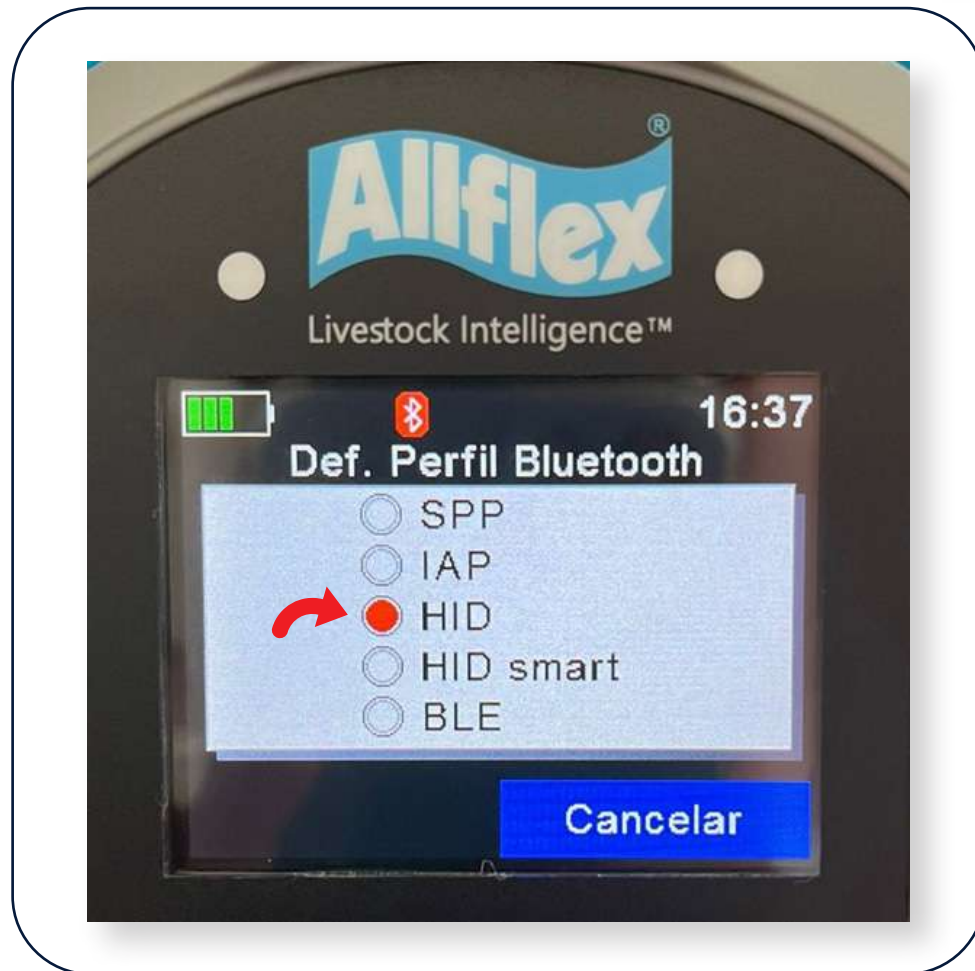 Allflex®
Livestock Intelligence™
16:37
Def. Perfil Bluetooth
SPP
IAP
HID
HID smart
BLE
Cancelar